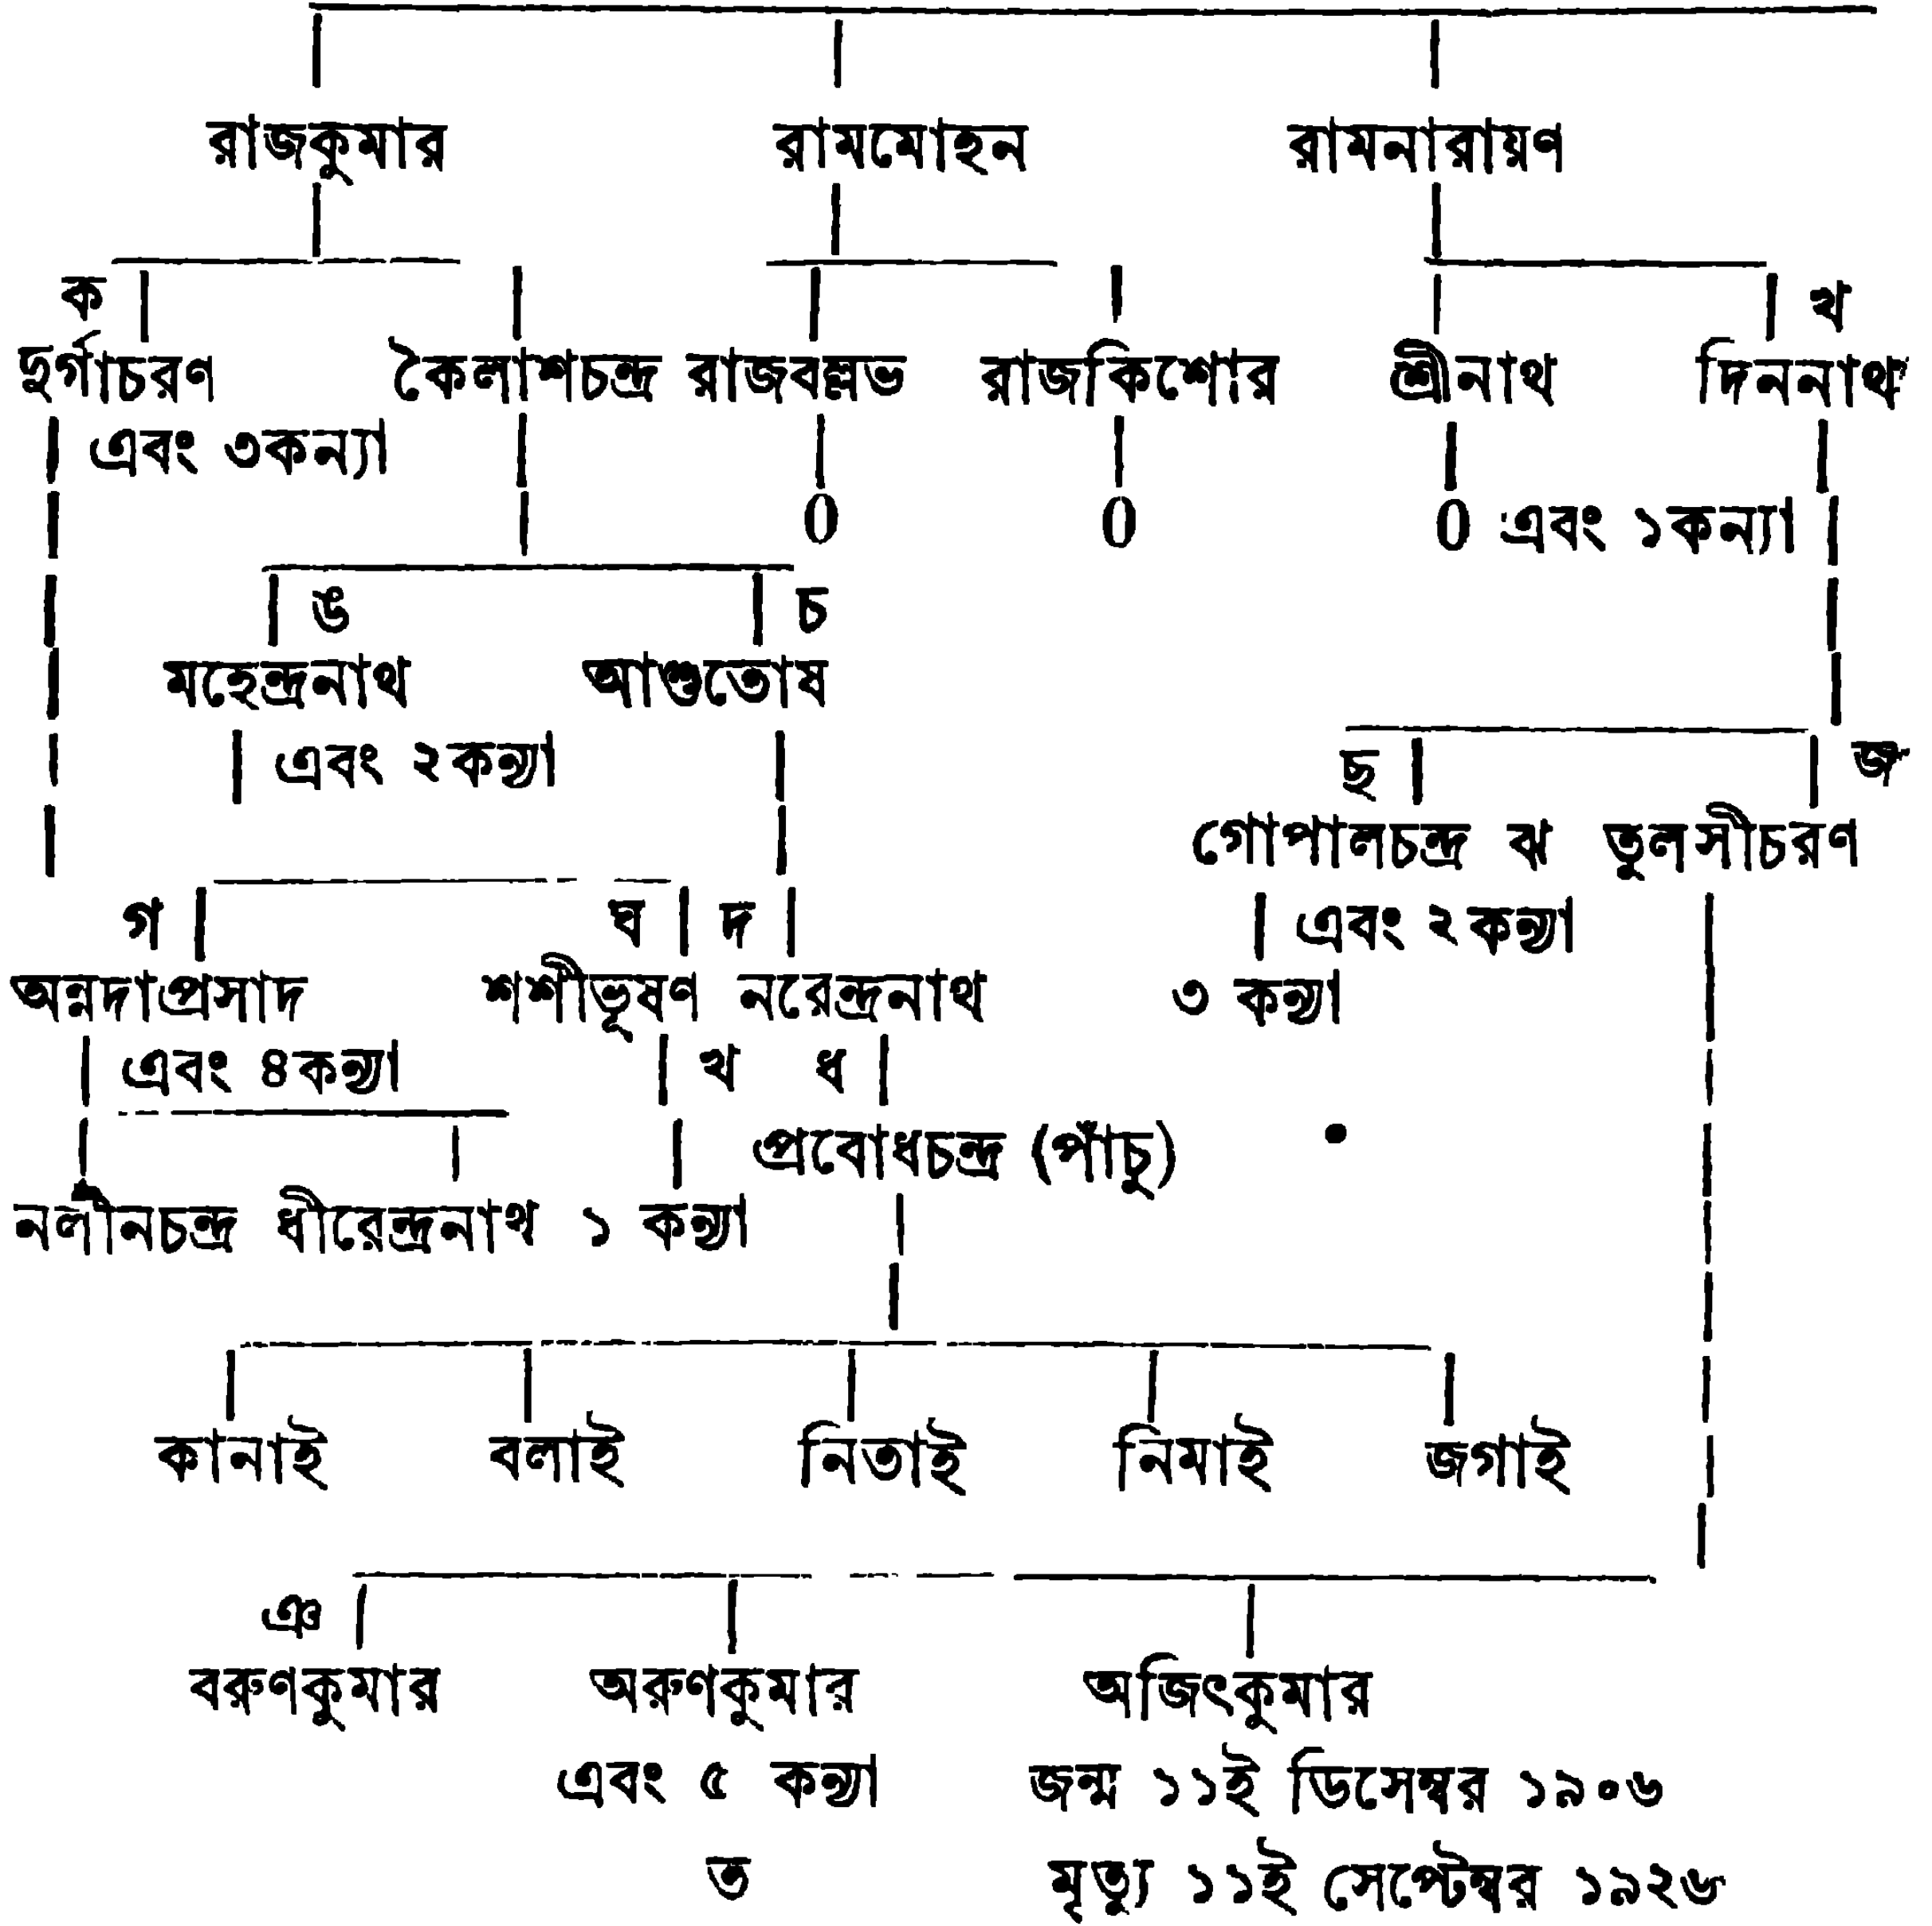 রাজকুমার রামমোহন রামনারায়ণ
ক খ
দুর্গাচরণ কৈলাশচন্দ্র রাজবল্লভ রাজকিশোর শ্রীনাথ দিননাথ
এবং ৩কন্যা
0 0 0 এবং ১কন্যা
ঙ চ
মহেন্দ্রনাথ আশুতোষ
এবং ২কন্যা ছ জ
গোপালচন্দ্র ঝ তুলসীচরণ
গ ঘ দ এবং ২কন্যা
অন্নদাপ্রসাদ শশীভূষণ নরেন্দ্রনাথ ৩ কন্যা
এবং ৪কন্যা খ ধ
প্রবোধচন্দ্র (পাঁচু)
নলীনচন্দ্র ধীরেন্দ্রনাথ ১ কন্যা
কানাই বলাই নিতাই নিমাই জগাই
ঞ
বরুণকুমার অরুণকুমার অজিৎকুমার
এবং ৫ কন্যা জন্ম ১১ই ডিসেম্বর ১৯০৬
ভ মৃত্যু ১১ই সেপ্টেম্বর ১৯২৬